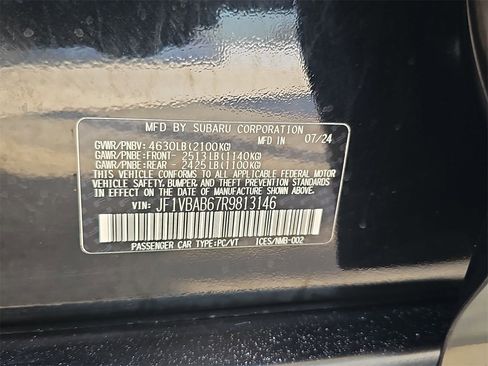 MFD BY SUBARU CORPORATION 07/24
GVWR/PNBV: 4630LB(2100KG)
GAWR/PNBE:FRONT- 2513LB(1140KG)
GAWR/PNBE:REAR - 2425LB(1100KG)
THIS VEHICLE CONFORMS TO ALL APPLICABLE FEDERAL MOTOR
VEHICLE SAFETY, BUMPER, AND THEFT PREVENTION STANDARDS
IN EFFECT ON THE DATE OF MANUFACTURE SHOWN ABOVE.
VIN: JF1VBAB67R9813146
PASSENGER CAR TYPE:PC/VT ICES/NMB-002